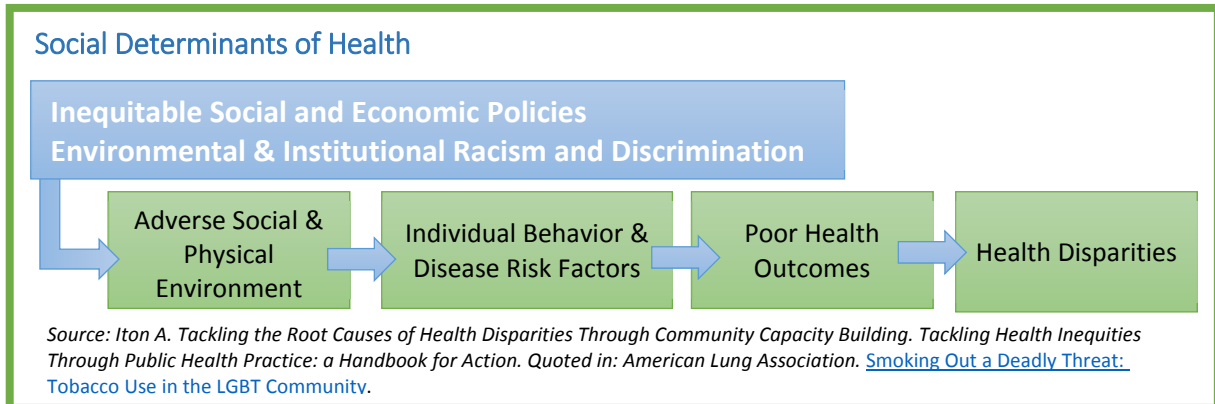 Social Determinants of Health
Inequitable Social and Economic Policies
Environmental & Institutional Racism and Discrimination
Adverse Social &
Physical
Environment
Individual Behavior &
Disease Risk Factors
Poor Health
Outcomes
Health Disparities
Source: Iton A. Tackling the Root Causes of Health Disparities Through Community Capacity Building. Tackling Health Inequities
Through Public Health Practice: a Handbook for Action. Quoted in: American Lung Association. Smoking Out a Deadly Threat:
Tobacco Use in the LGBT Community.